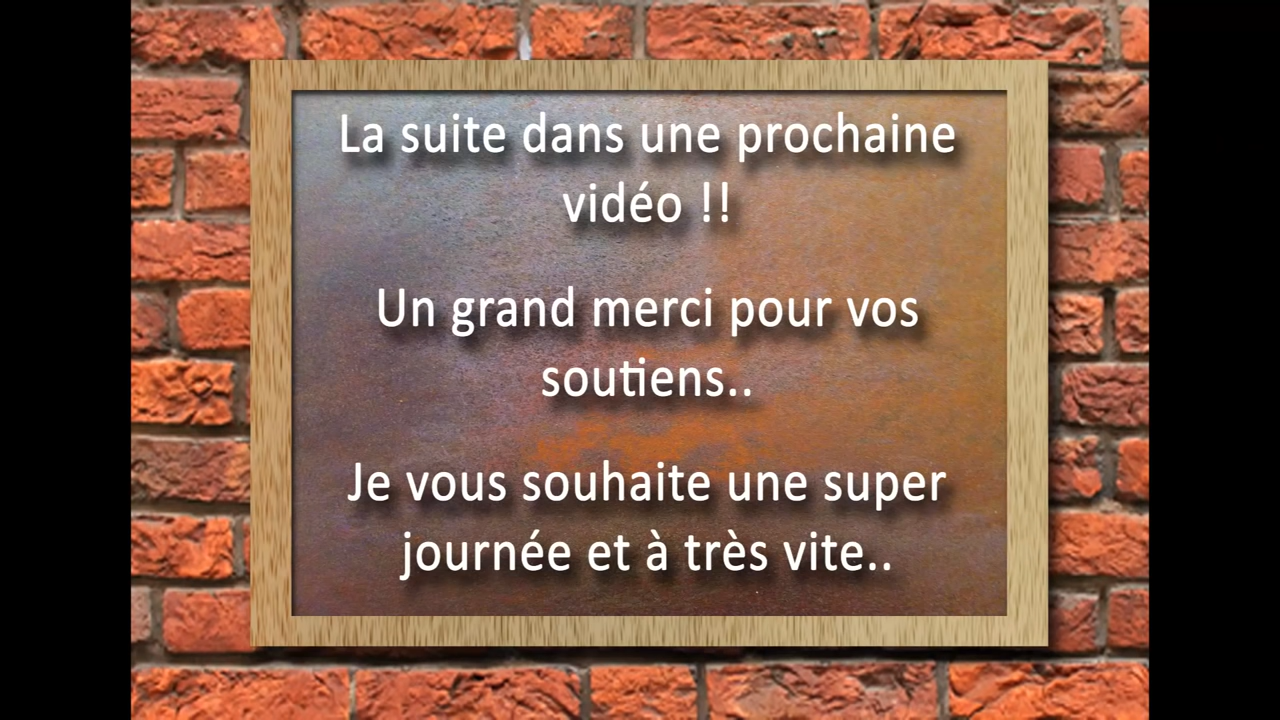 La suite dans une prochaine
vidéo !!
Un grand merci pour vos
soutiens..
Je vous souhaite une super
journée et à très vite..